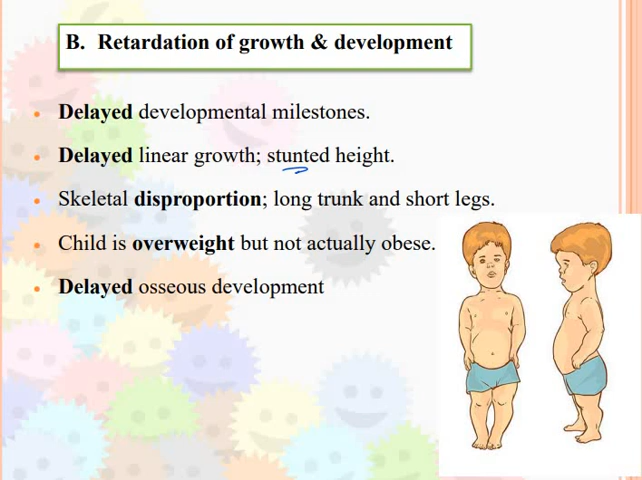 B. Retardation of growth & development
• Delayed developmental milestones.
• Delayed linear growth; stunted height.
• Skeletal disproportion; long trunk and short legs.
• Child is overweight but not actually obese.
• Delayed osseous development